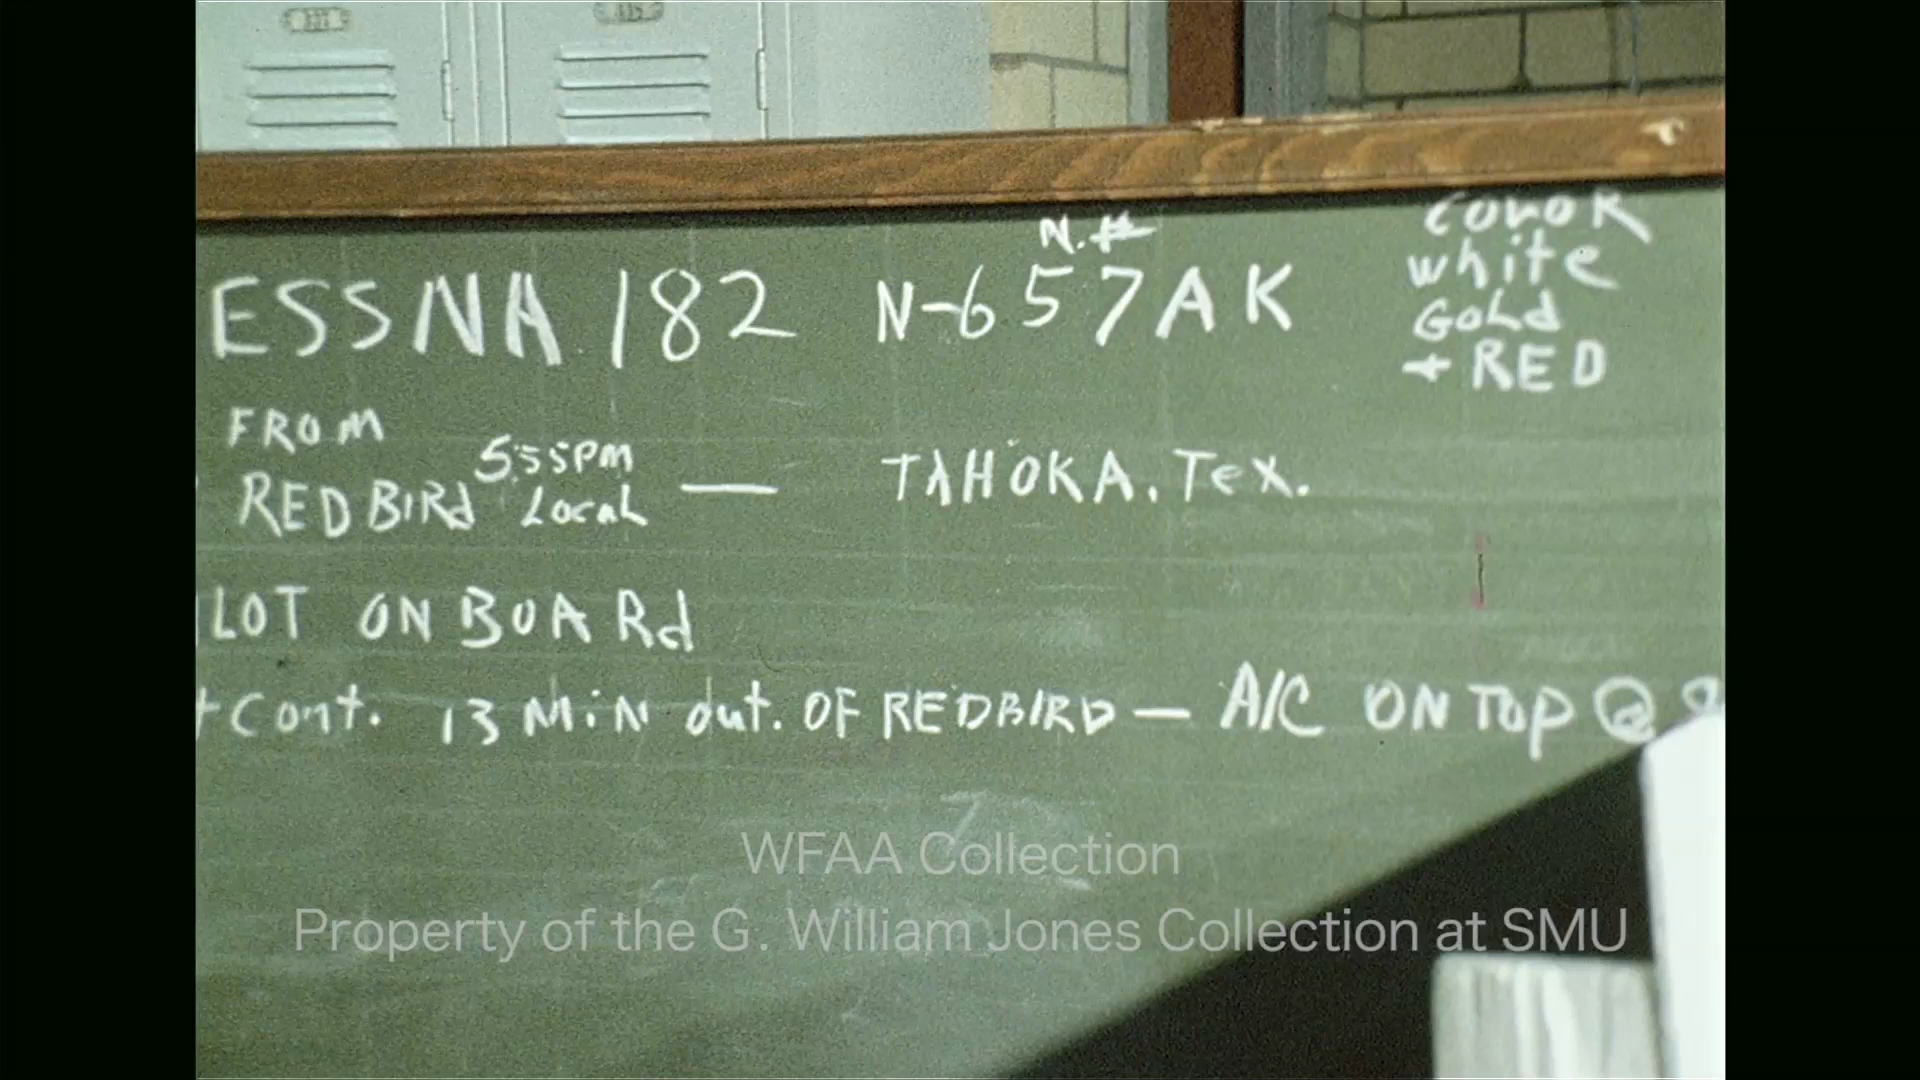 N.#
ESSNA 182 N-657AK
COLOR
white
GOLD
+ RED
FROM
REDBIRd 5:55PM LOCAL — TAHOKA, Tex.
LOT ON BOARd
Cont. 13 MiN out. OF REDBIRD — A/C ON TOP @
WFAA Collection
Property of the G. William Jones Collection at SMU